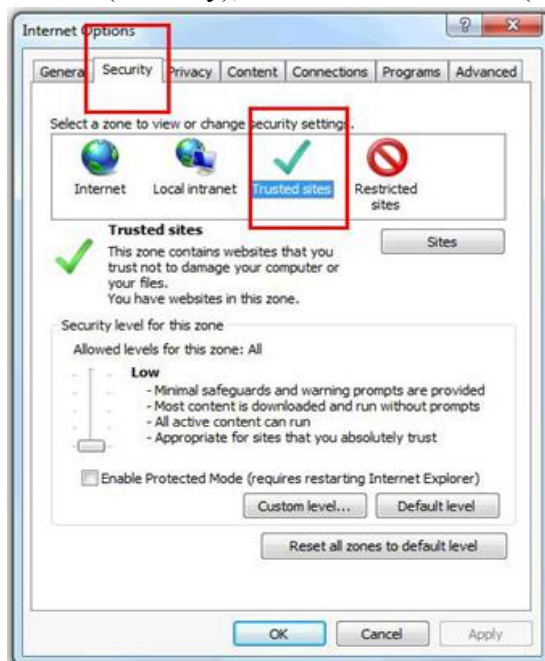 Internet Options
General Security Privacy Content Connections Programs Advanced
Select a zone to view or change security settings.
Internet Local intranet Trusted sites Restricted sites
Trusted sites
Sites
This zone contains websites that you
trust not to damage your computer or
your files.
You have websites in this zone.
Security level for this zone
Allowed levels for this zone: All
Low
- Minimal safeguards and warning prompts are provided
- Most content is downloaded and run without prompts
- All active content can run
- Appropriate for sites that you absolutely trust
Enable Protected Mode (requires restarting Internet Explorer)
Custom level... Default level
Reset all zones to default level
OK Cancel Apply